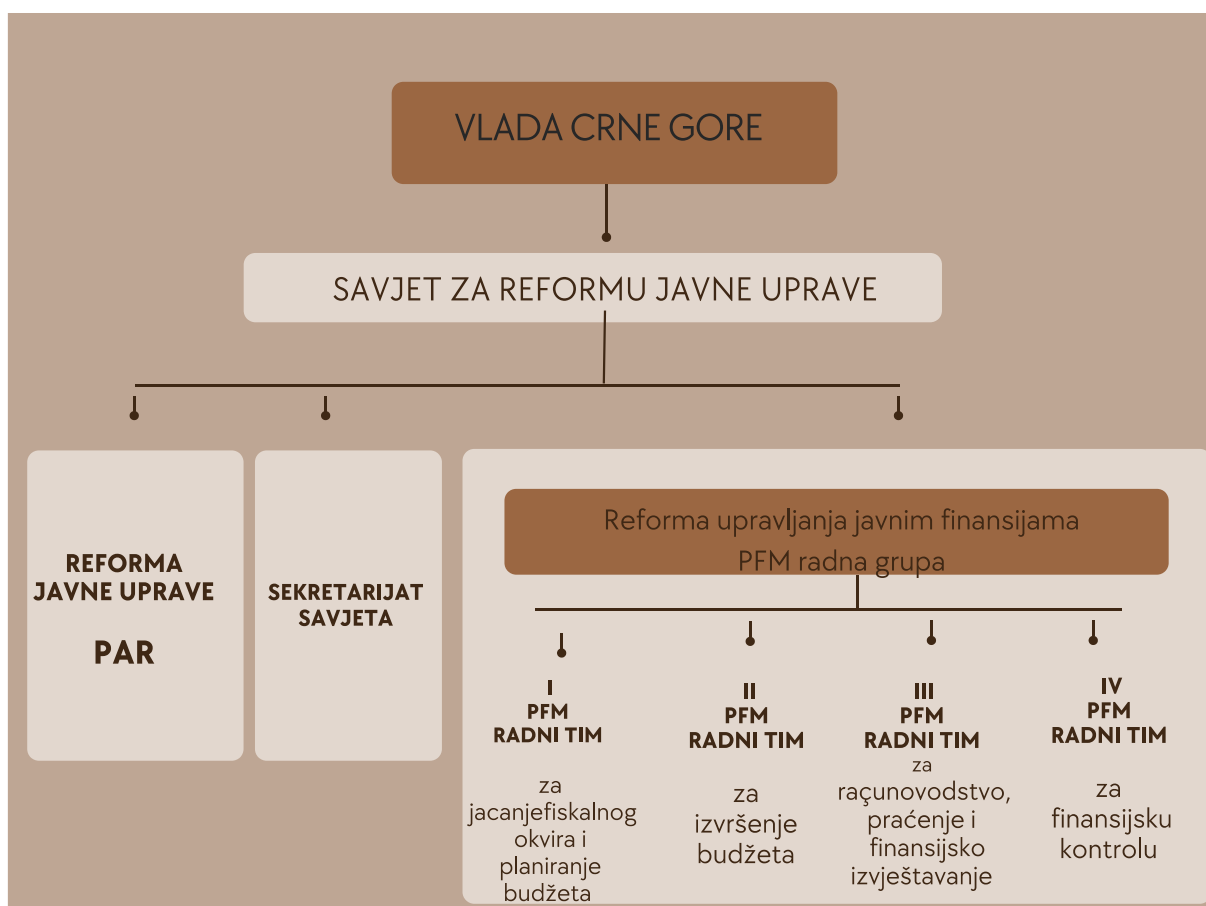 VLADA CRNE GORE
SAVJET ZA REFORMU JAVNE UPRAVE
REFORMA
JAVNE UPRAVE
PAR
SEKRETARIJAT
SAVJETA
Reforma upravljanja javnim finansijama
PFM radna grupa
I
PFM
RADNI TIM
za
jacanjefiskalnog
okvira i
planiranje
budžeta
II
PFM
RADNI TIM
za
izvršenje
budžeta
III
PFM
RADNI TIM
za
raçunovodstvo,
praćenje i
finansijsko
izvještavanje
IV
PFM
RADNI TIM
za
finansijsku
kontrolu